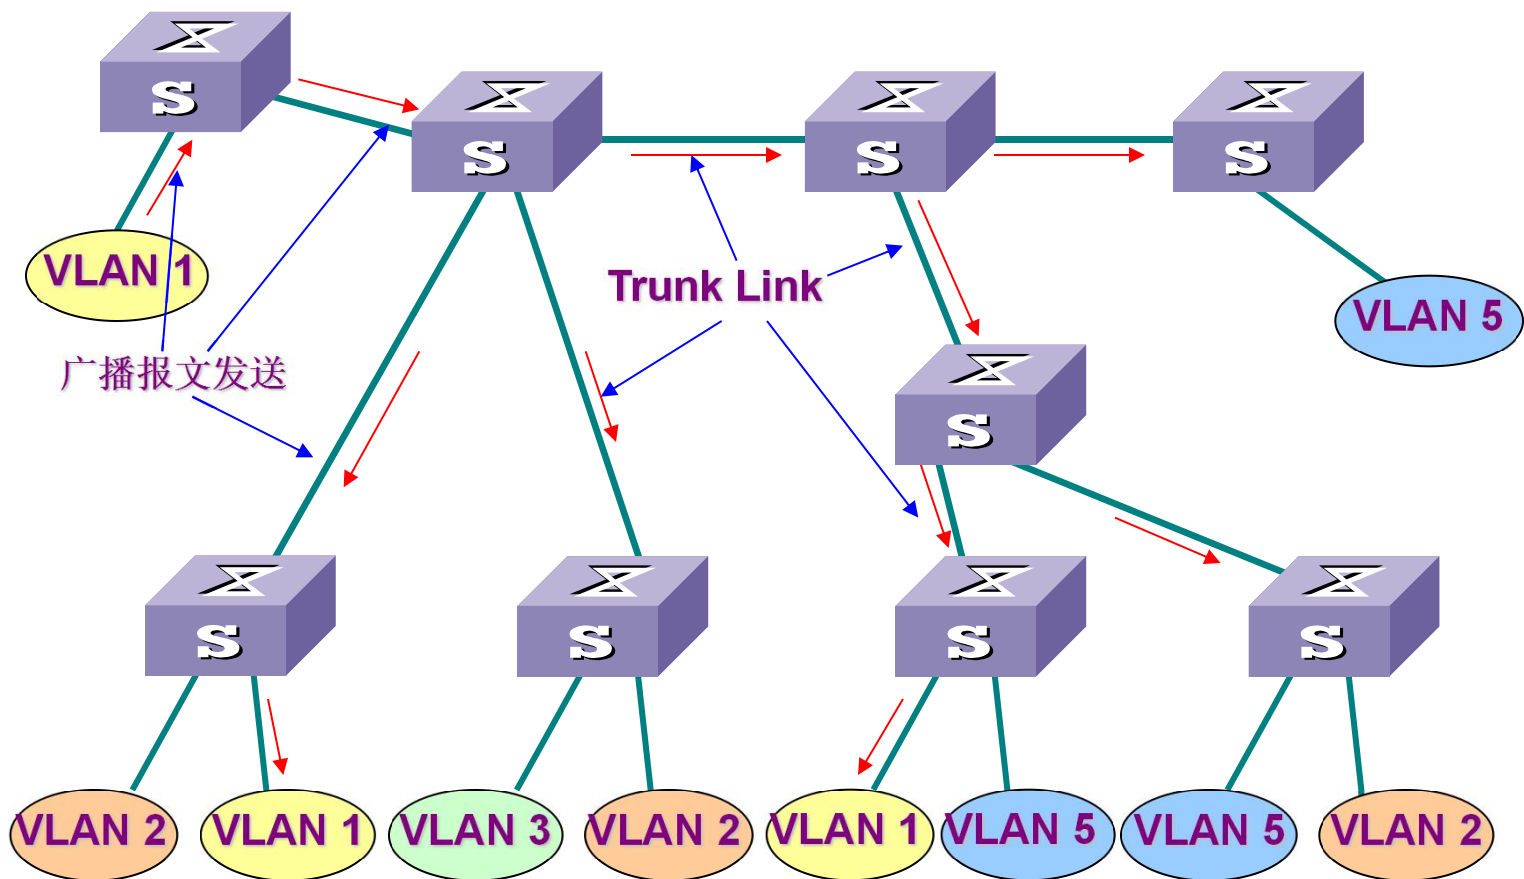 S
S
S
S
VLAN 1
Trunk Link
VLAN 5
广播报文发送
S
S
S
S
S
VLAN 2
VLAN 1
VLAN 3
VLAN 2
VLAN 1
VLAN 5
VLAN 5
VLAN 2